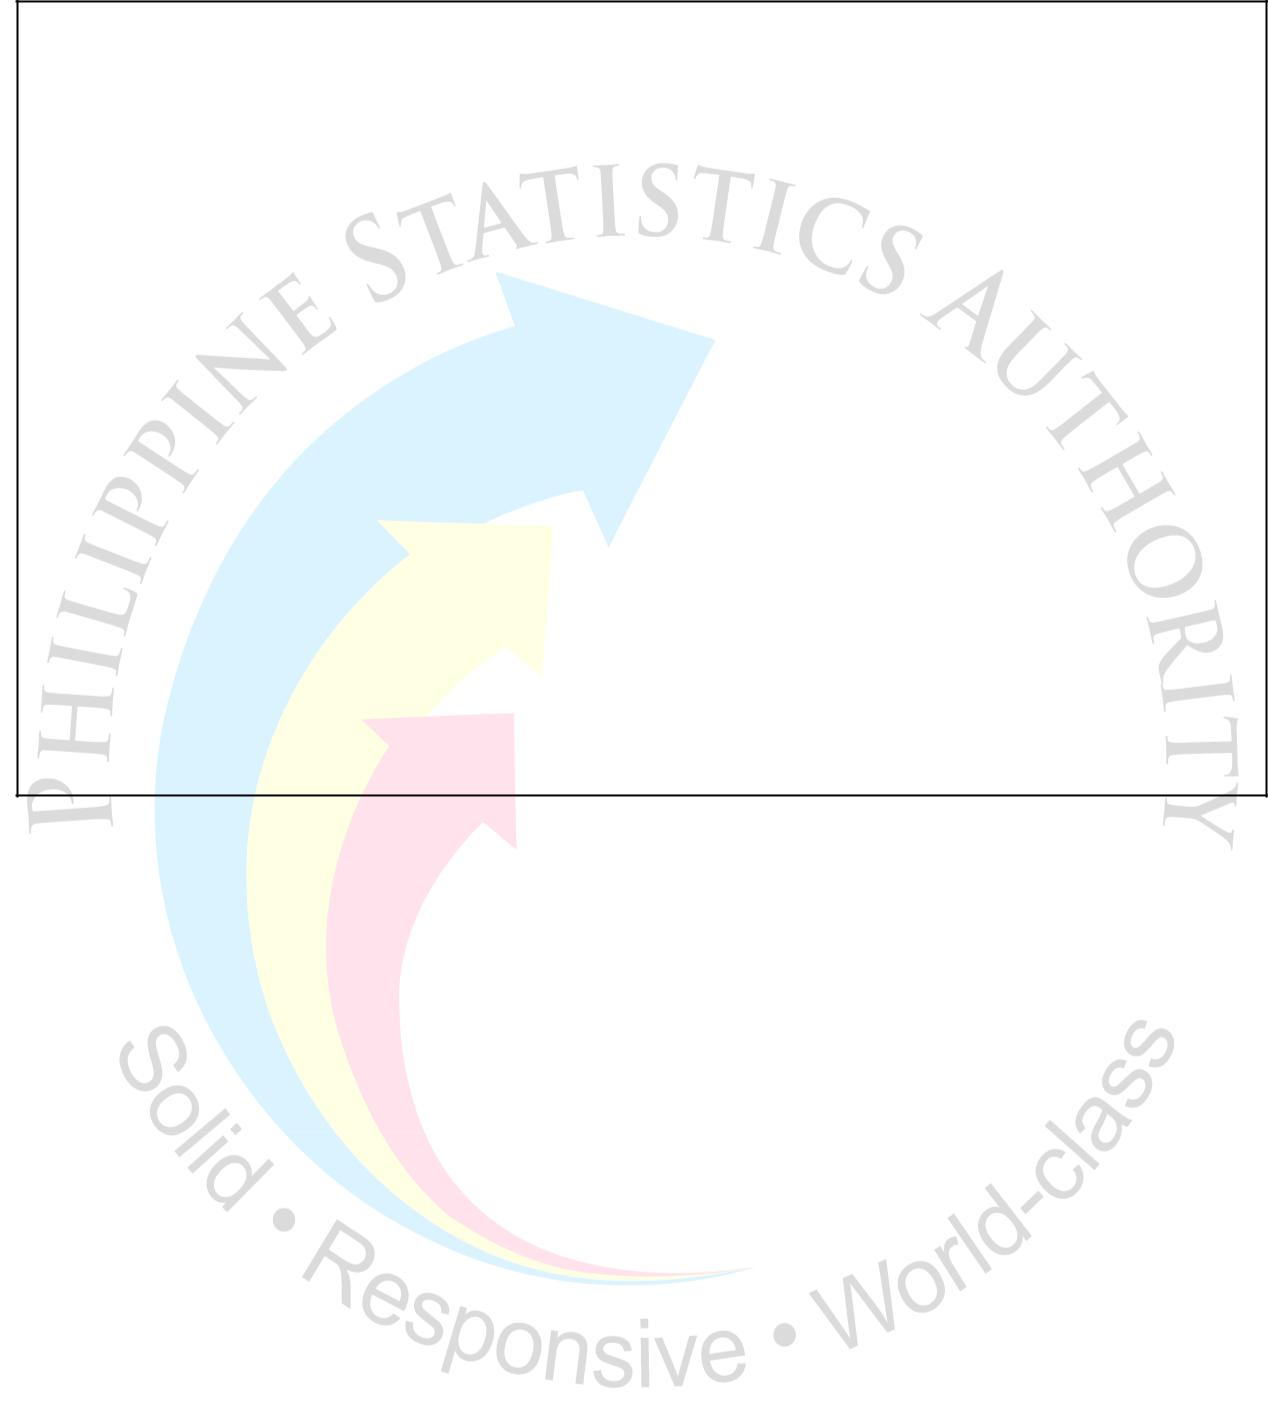 PHILIPPINE STATISTICS AUTHORITY
Solid • Responsive • World-class